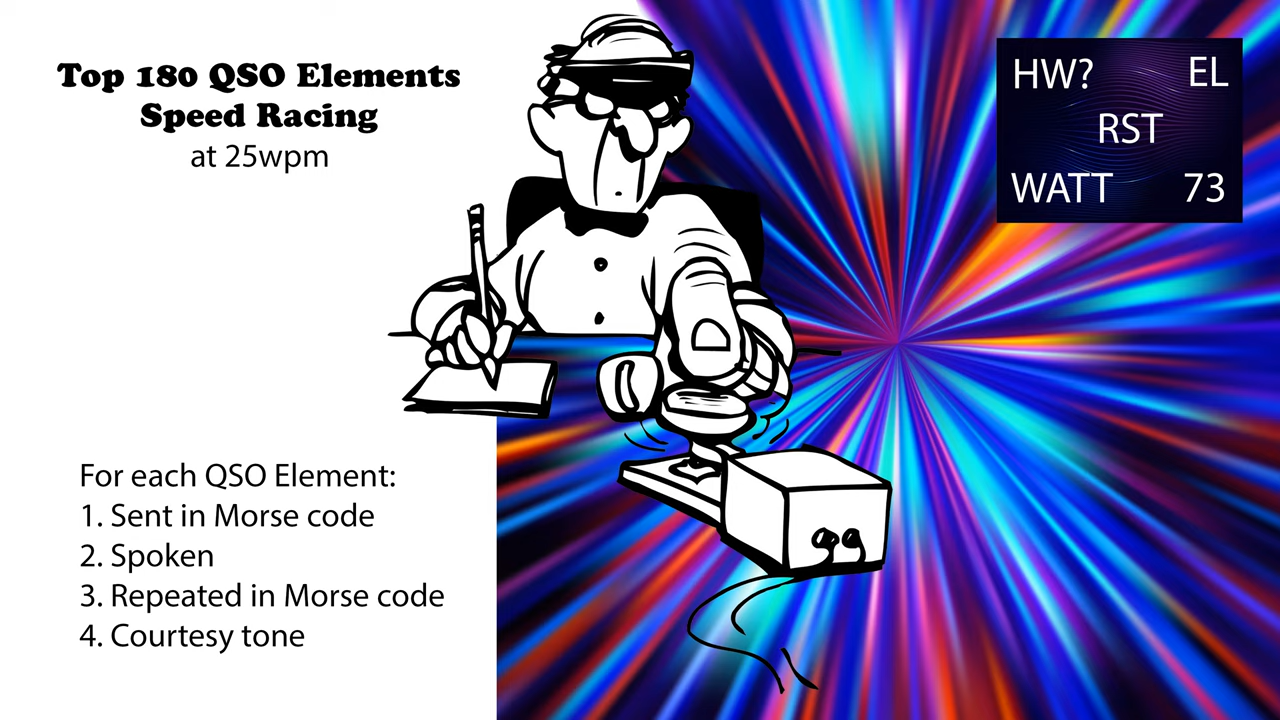 Top 180 QSO Elements
Speed Racing
at 25wpm
HW? EL
RST
WATT 73
For each QSO Element:
1. Sent in Morse code
2. Spoken
3. Repeated in Morse code
4. Courtesy tone